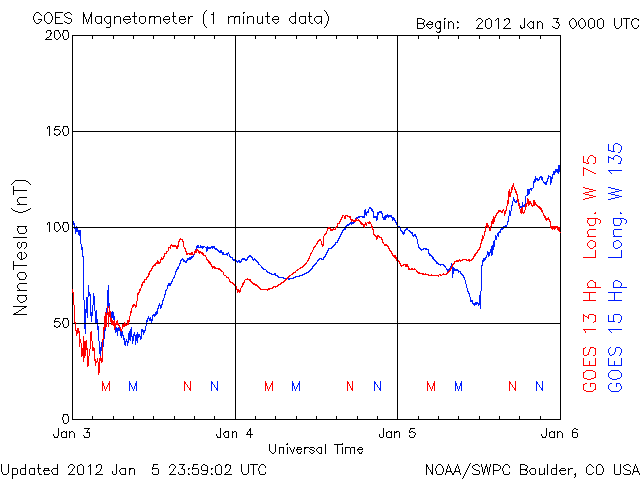 GOES Magnetometer (1 minute data)
Begin: 2012 Jan 3 0000 UTC
200
150
100
50
0
NanoTesla (nT)
M M N N M M N N M M N N
Jan 3 Jan 4 Jan 5 Jan 6
Universal Time
GOES 13 Hp Long. W 75
GOES 15 Hp Long. W 135
Updated 2012 Jan 5 23:59:02 UTC
NOAA/SWPC Boulder, CO USA